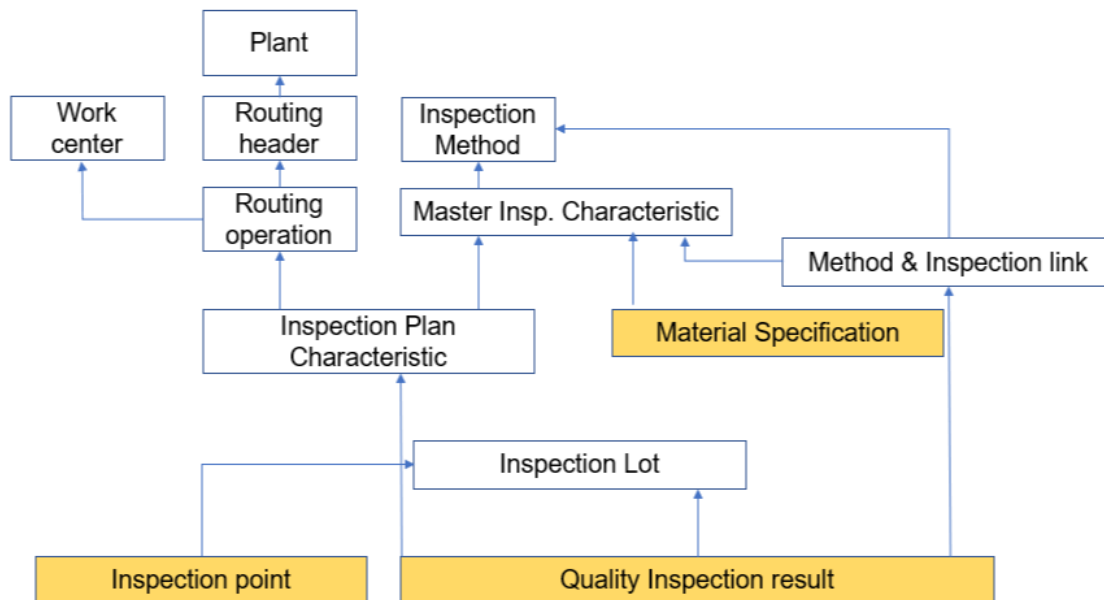 Plant
Work
center
Routing
header
Inspection
Method
Routing
operation
Master Insp. Characteristic
Method & Inspection link
Inspection Plan
Characteristic
Material Specification
Inspection Lot
Inspection point
Quality Inspection result